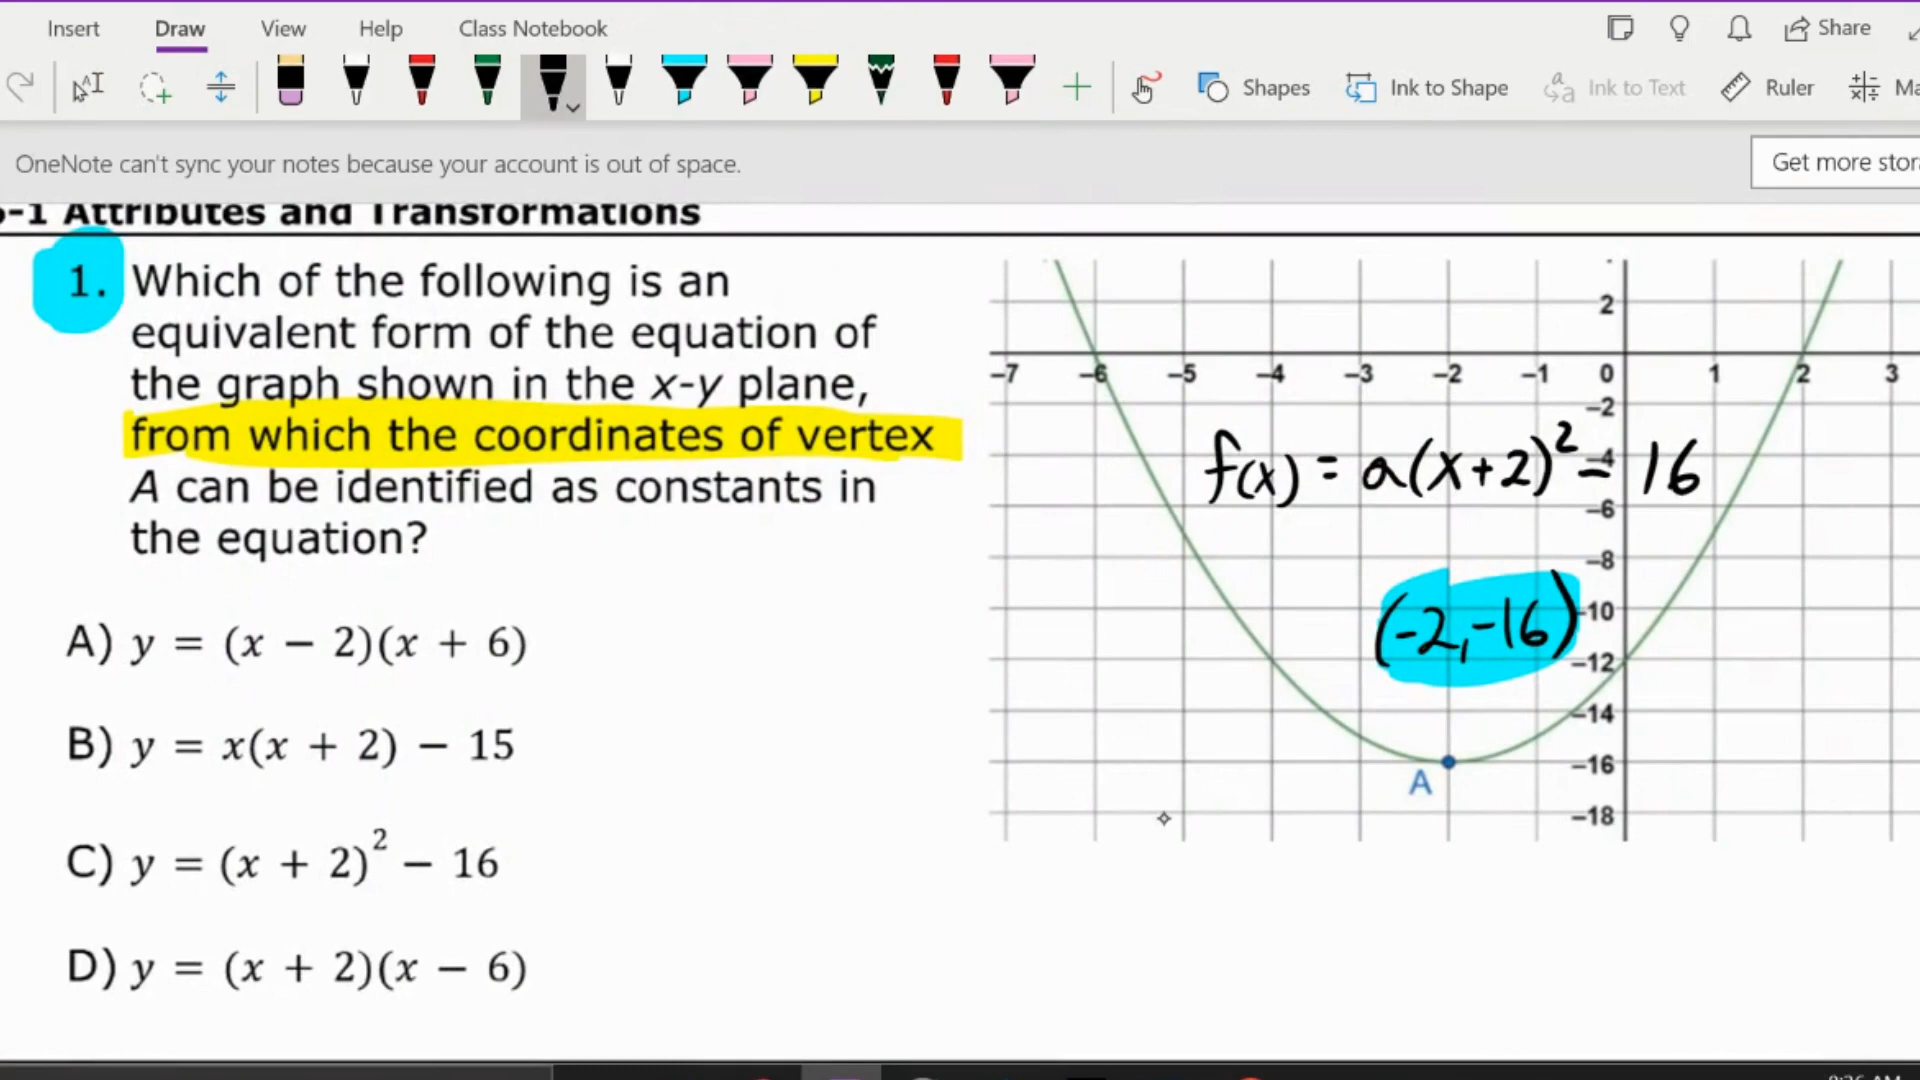 Insert Draw View Help Class Notebook Share
Shapes Ink to Shape Ink to Text Ruler
OneNote can't sync your notes because your account is out of space. Get more
-1 Attributes and Transformations
1. Which of the following is an
equivalent form of the equation of
the graph shown in the x-y plane,
from which the coordinates of vertex
A can be identified as constants in
the equation?
A) y = (x − 2)(x + 6)
B) y = x(x + 2) − 15
C) y = (x + 2)² − 16
D) y = (x + 2)(x − 6)
2
−7 −6 −5 −4 −3 −2 −1 0 1 2 3
−2
f(x) = a(x+2)² − 16
−4
−6
−8
(-2,-16)
−10
−12
−14
−16
A
−18